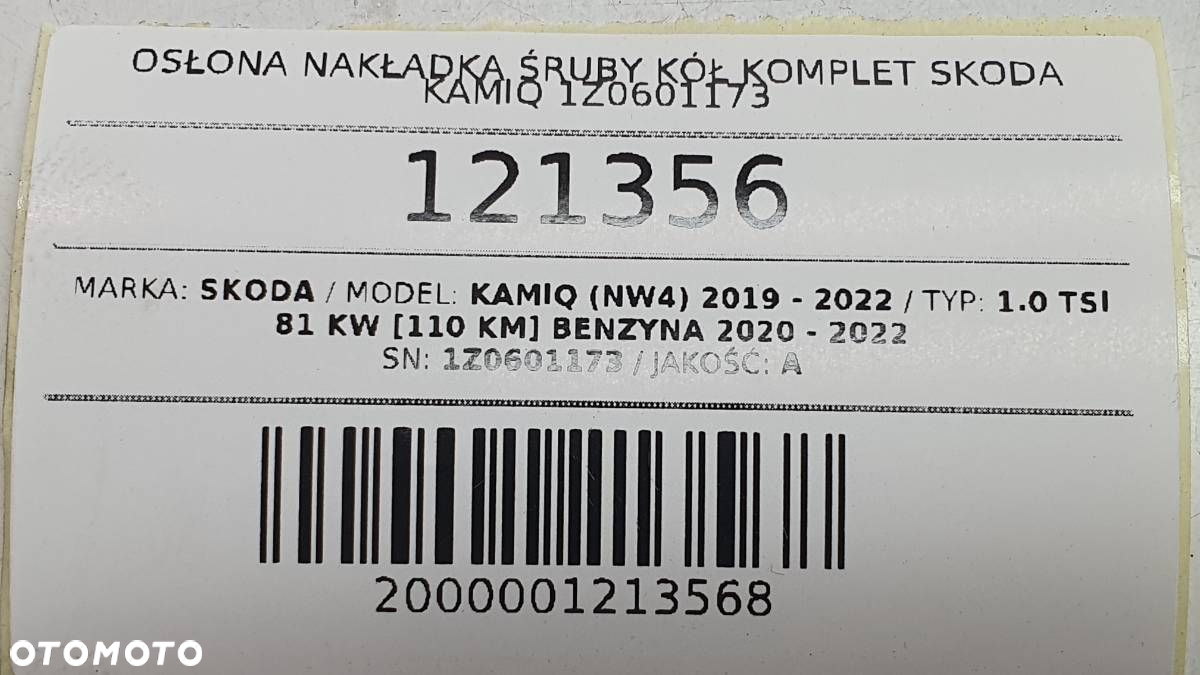 OSŁONA NAKŁADKA ŚRUBY KÓŁ KOMPLET SKODA
KAMIQ 1Z0601173
121356
MARKA: SKODA / MODEL: KAMIQ (NW4) 2019 - 2022 / TYP: 1.0 TSI
81 KW [110 KM] BENZYNA 2020 - 2022
SN: 1Z0601173 / JAKOŚĆ: A
2000001213568
OTOMOTO